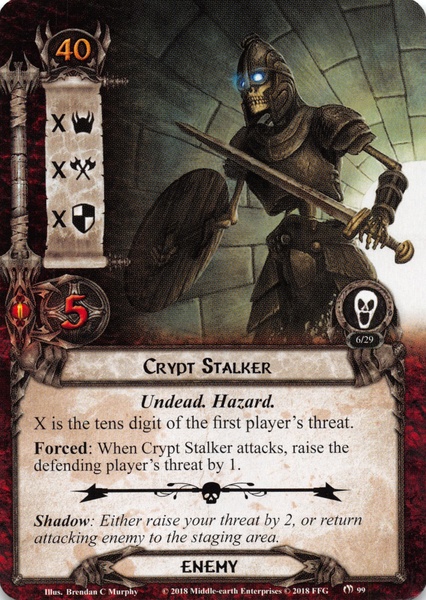 40
X
X
X
5
6/29
CRYPT STALKER
Undead. Hazard.
X is the tens digit of the first player's threat.
Forced: When Crypt Stalker attacks, raise the
defending player's threat by 1.
Shadow: Either raise your threat by 2, or return
attacking enemy to the staging area.
ENEMY
Illus. Brendan C Murphy © 2018 Middle-earth Enterprises © 2018 FFG 99